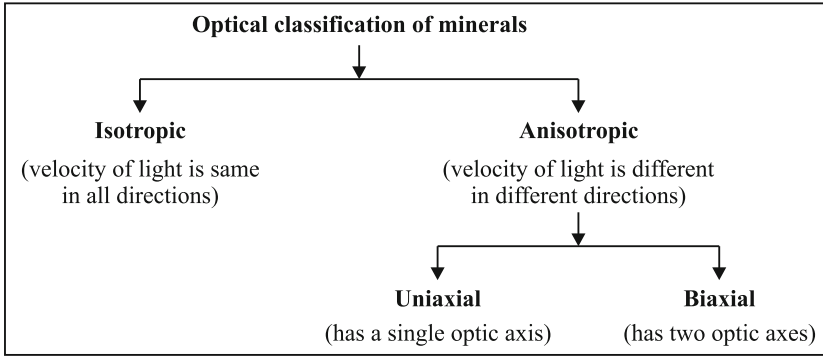 Optical classification of minerals
Isotropic
(velocity of light is same
in all directions)
Anisotropic
(velocity of light is different
in different directions)
Uniaxial
(has a single optic axis)
Biaxial
(has two optic axes)